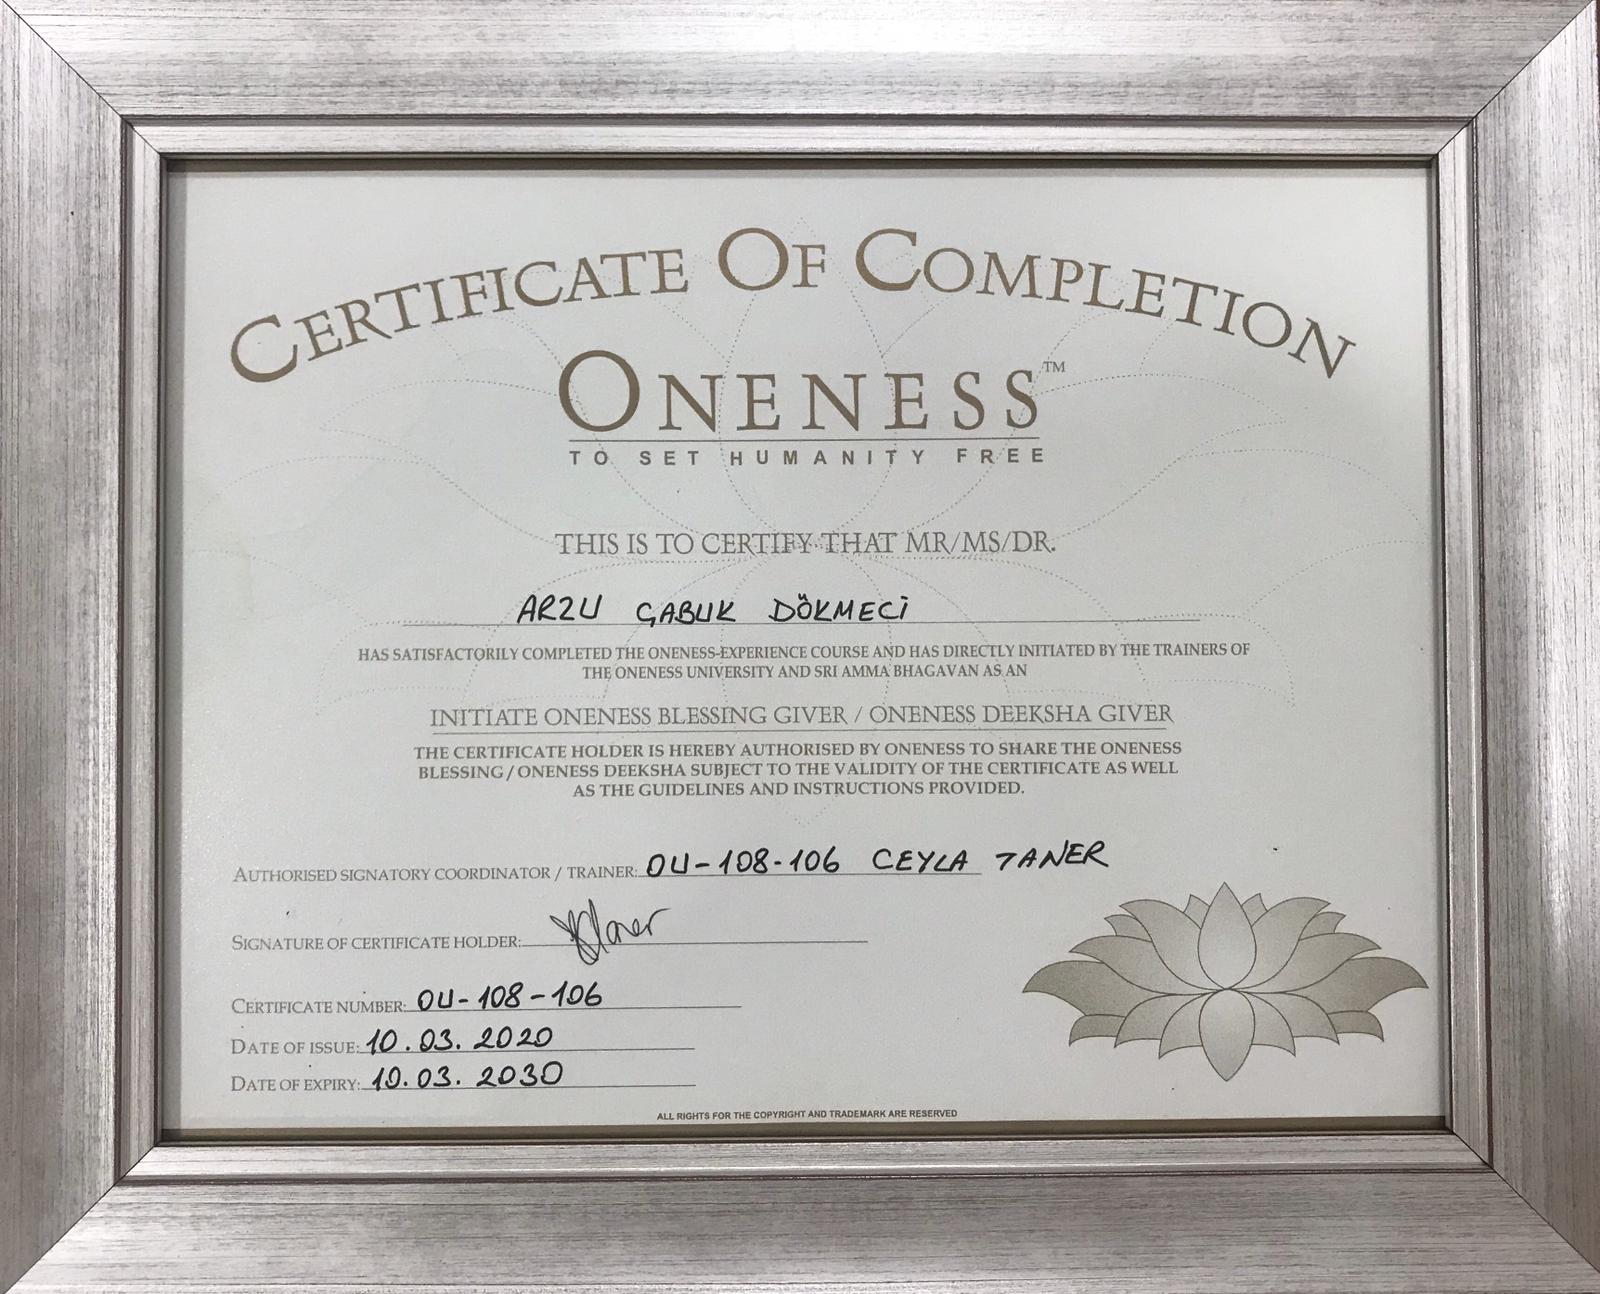 CERTIFICATE OF COMPLETION
ONENESS™
TO SET HUMANITY FREE
THIS IS TO CERTIFY THAT MR/MS/DR.
ARZU ÇABUK DÖKMECİ
HAS SATISFACTORILY COMPLETED THE ONENESS-EXPERIENCE COURSE AND HAS DIRECTLY INITIATED BY THE TRAINERS OF
THE ONENESS UNIVERSITY AND SRI AMMA BHAGAVAN AS AN
INITIATE ONENESS BLESSING GIVER / ONENESS DEEKSHA GIVER
THE CERTIFICATE HOLDER IS HEREBY AUTHORISED BY ONENESS TO SHARE THE ONENESS
BLESSING / ONENESS DEEKSHA SUBJECT TO THE VALIDITY OF THE CERTIFICATE AS WELL
AS THE GUIDELINES AND INSTRUCTIONS PROVIDED.
AUTHORISED SIGNATORY COORDINATOR / TRAINER: OU-108-106 CEYLA TANER
SIGNATURE OF CERTIFICATE HOLDER:
CERTIFICATE NUMBER: OU-108-106
DATE OF ISSUE: 10.03.2020
DATE OF EXPIRY: 10.03.2030
ALL RIGHTS FOR THE COPYRIGHT AND TRADEMARK ARE RESERVED